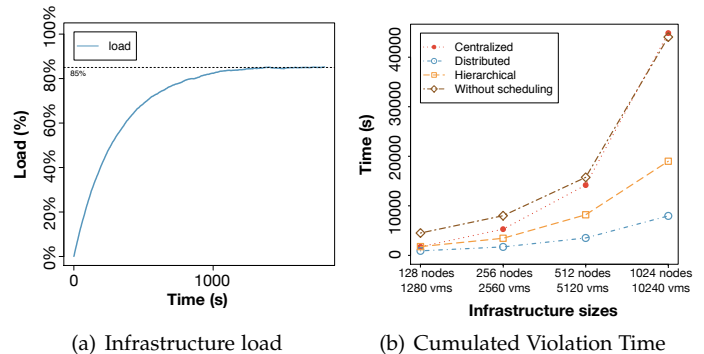 100%
80%
60%
40%
20%
0%
Load (%)
load
85%
0
1000
Time (s)
(a) Infrastructure load
40000
30000
20000
10000
0
Time (s)
Centralized
Distributed
Hierarchical
Without scheduling
128 nodes
1280 vms
256 nodes
2560 vms
512 nodes
5120 vms
1024 nodes
10240 vms
Infrastructure sizes
(b) Cumulated Violation Time